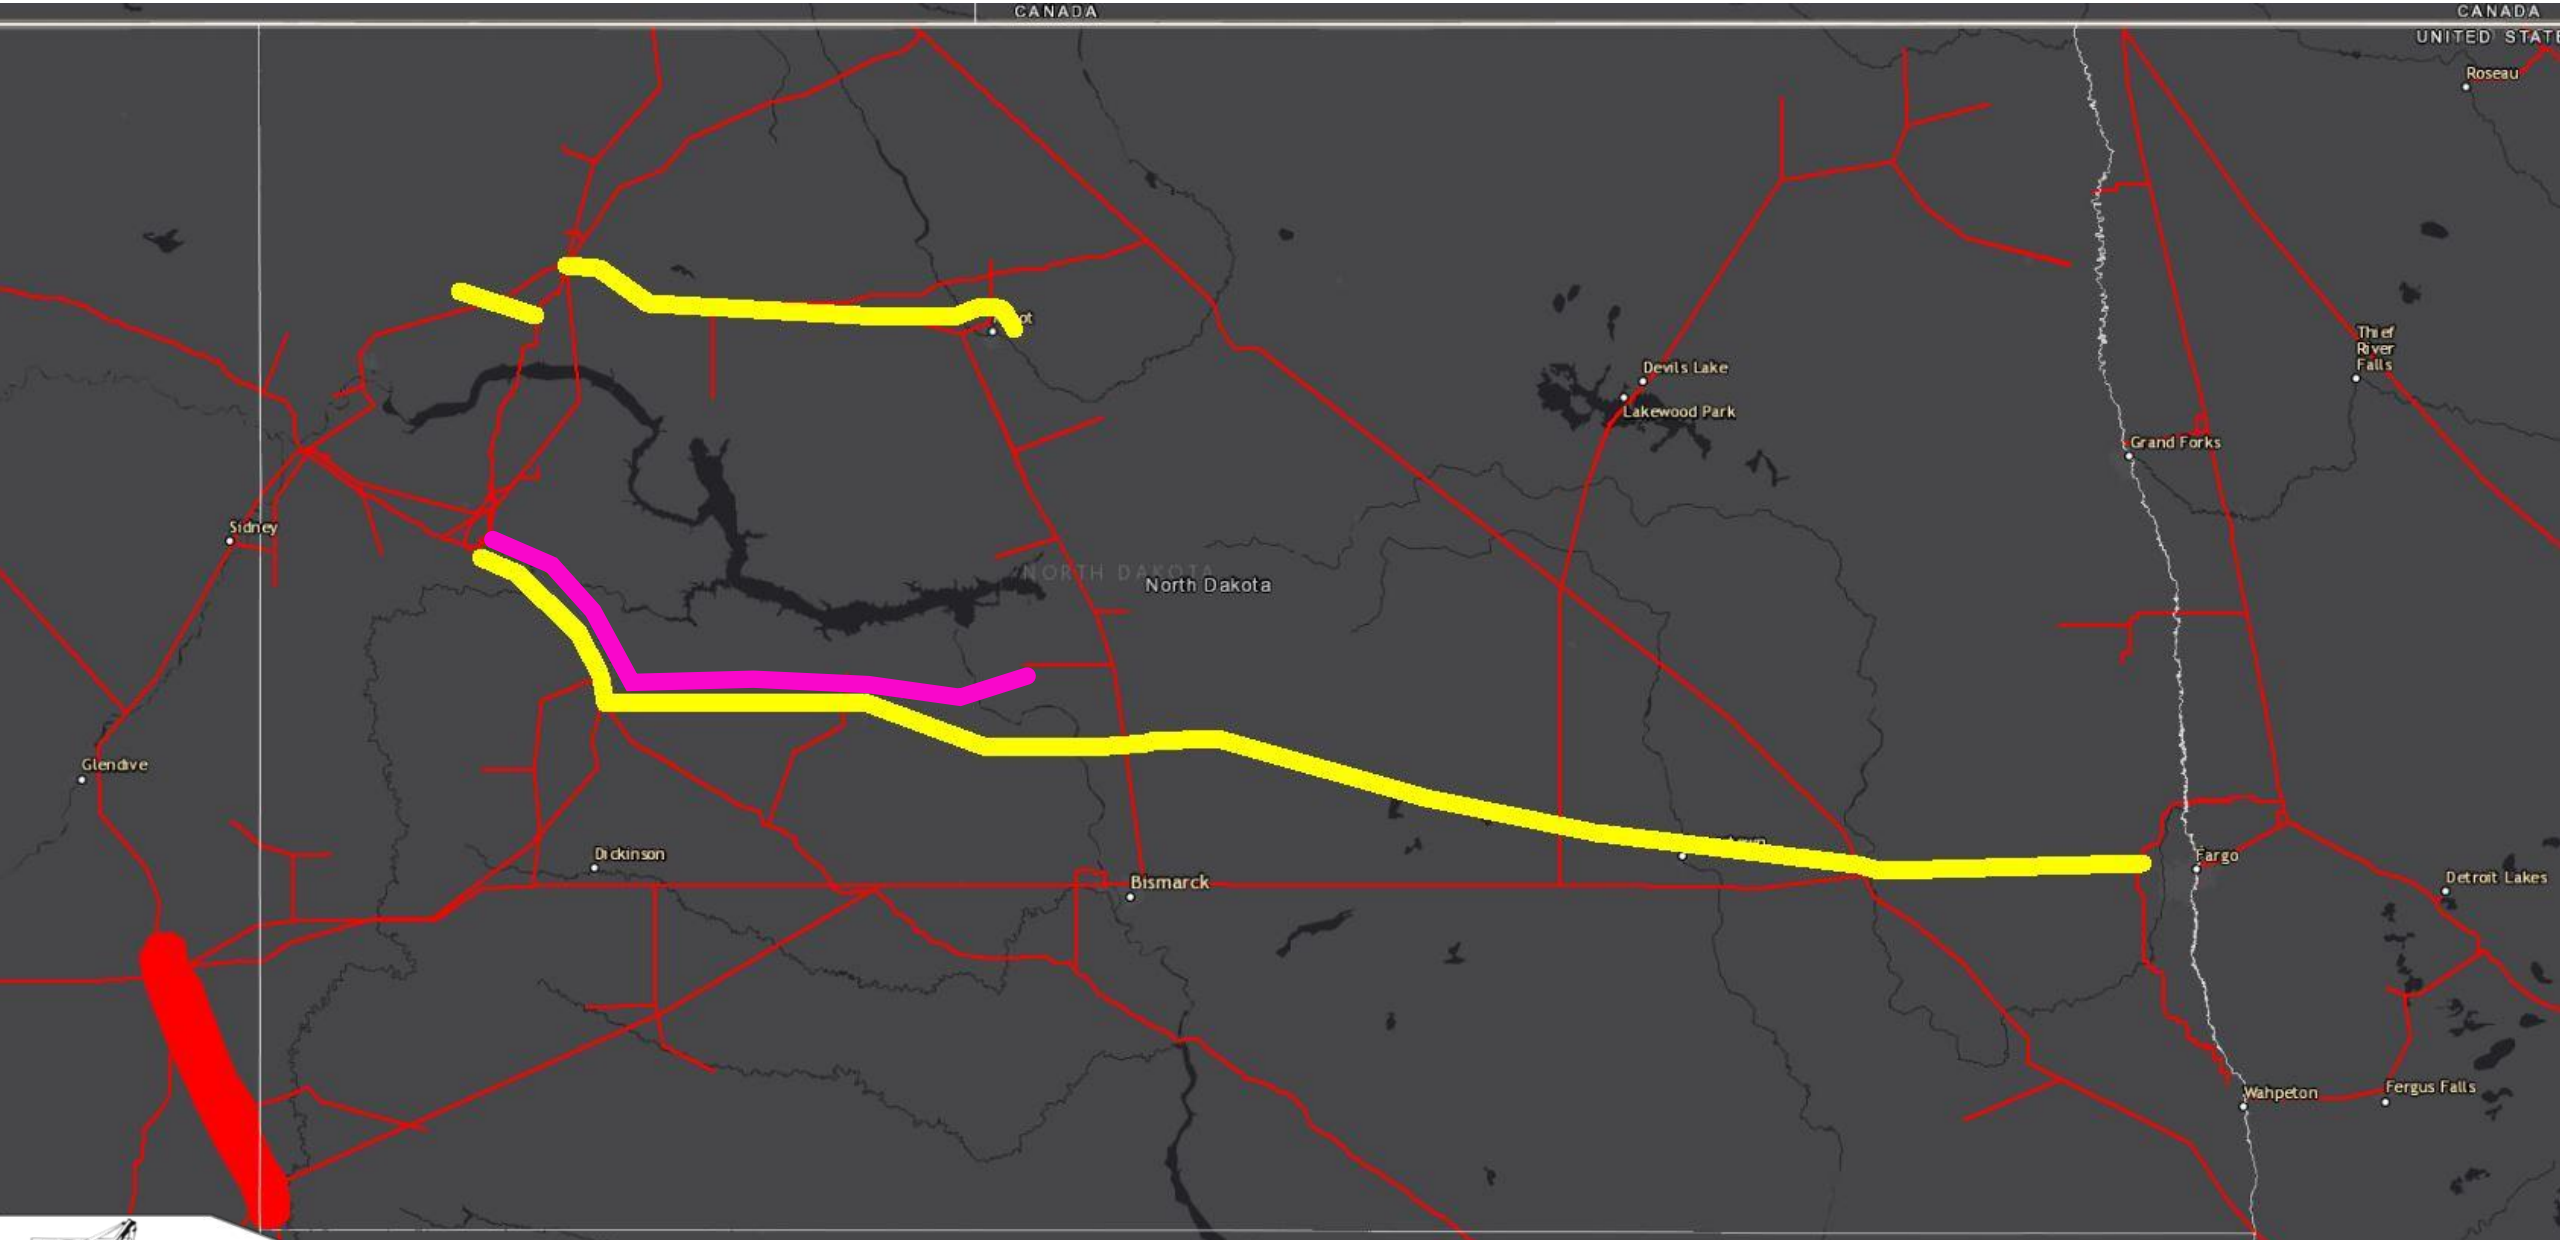 CANADA
CANADA
UNITED STATE
Roseau
Devils Lake
Lakewood Park
Thief
River
Falls
Grand Forks
Sidney
NORTH DAKOTA
North Dakota
Glendive
Dickinson
Bismarck
Fargo
Detroit Lakes
Wahpeton
Fergus Falls